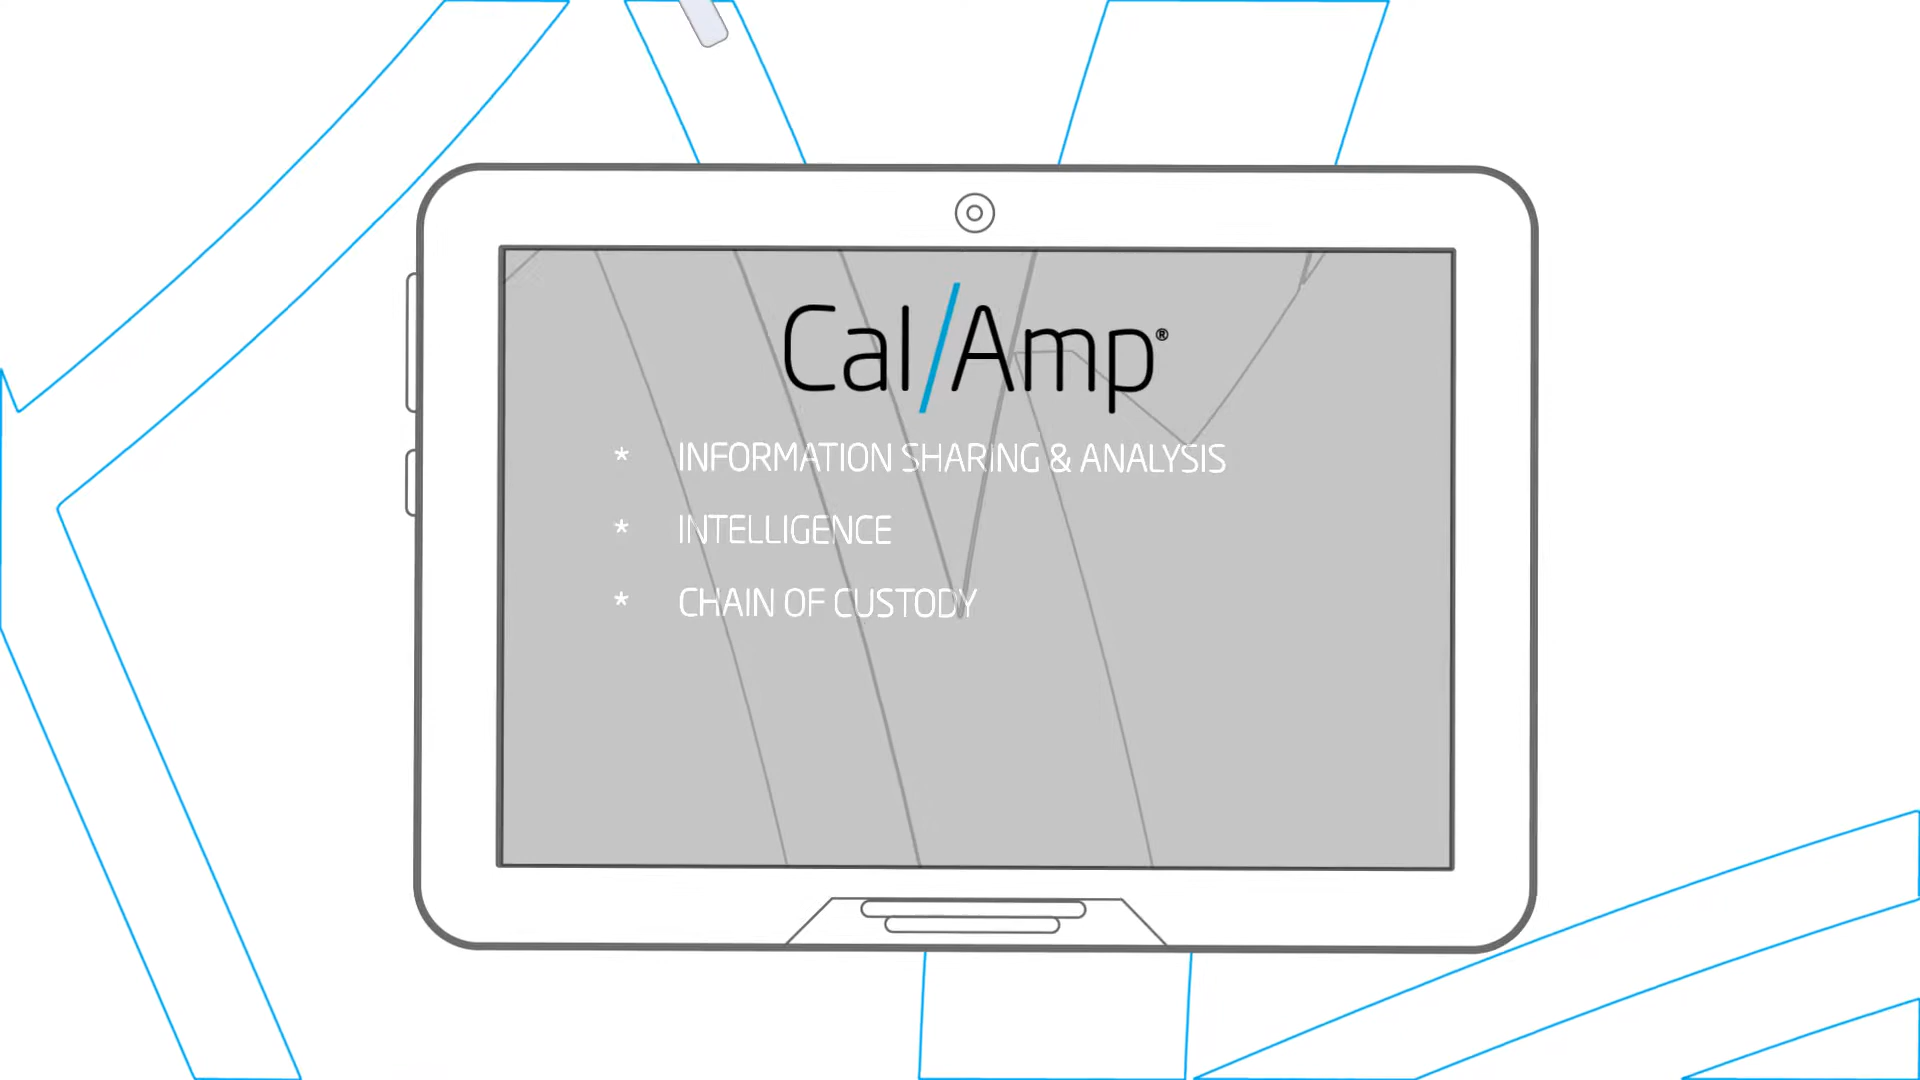 Cal/Amp®
* INFORMATION SHARING & ANALYSIS
* INTELLIGENCE
* CHAIN OF CUSTODY